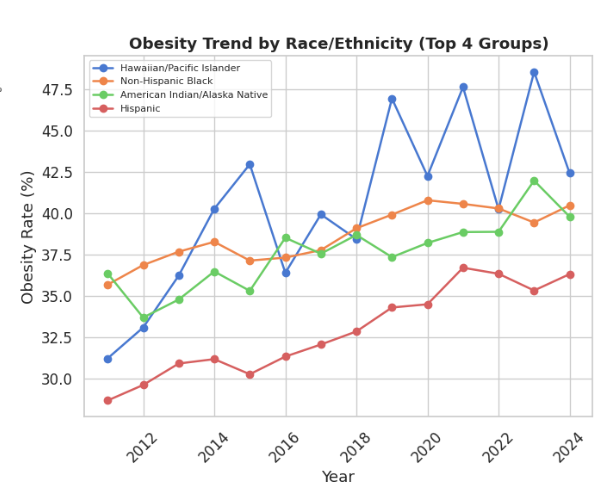 Obesity Trend by Race/Ethnicity (Top 4 Groups)
Hawaiian/Pacific Islander
Non-Hispanic Black
American Indian/Alaska Native
Hispanic
Obesity Rate (%)
47.5
45.0
42.5
40.0
37.5
35.0
32.5
30.0
2012 2014 2016 2018 2020 2022 2024
Year